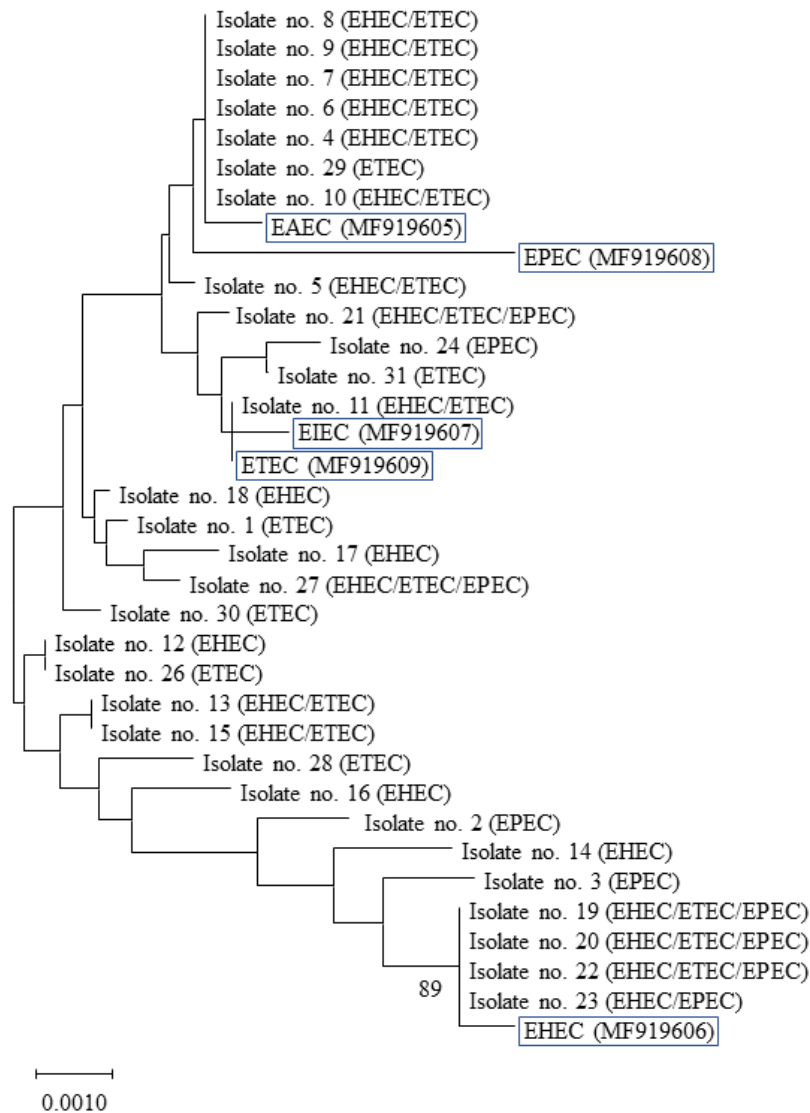 Isolate no. 8 (EHEC/ETEC)
Isolate no. 9 (EHEC/ETEC)
Isolate no. 7 (EHEC/ETEC)
Isolate no. 6 (EHEC/ETEC)
Isolate no. 4 (EHEC/ETEC)
Isolate no. 29 (ETEC)
Isolate no. 10 (EHEC/ETEC)
EAEC (MF919605)
EPEC (MF919608)
Isolate no. 5 (EHEC/ETEC)
Isolate no. 21 (EHEC/ETEC/EPEC)
Isolate no. 24 (EPEC)
Isolate no. 31 (ETEC)
Isolate no. 11 (EHEC/ETEC)
EIEC (MF919607)
ETEC (MF919609)
Isolate no. 18 (EHEC)
Isolate no. 1 (ETEC)
Isolate no. 17 (EHEC)
Isolate no. 27 (EHEC/ETEC/EPEC)
Isolate no. 30 (ETEC)
Isolate no. 12 (EHEC)
Isolate no. 26 (ETEC)
Isolate no. 13 (EHEC/ETEC)
Isolate no. 15 (EHEC/ETEC)
Isolate no. 28 (ETEC)
Isolate no. 16 (EHEC)
Isolate no. 2 (EPEC)
Isolate no. 14 (EHEC)
Isolate no. 3 (EPEC)
Isolate no. 19 (EHEC/ETEC/EPEC)
Isolate no. 20 (EHEC/ETEC/EPEC)
Isolate no. 22 (EHEC/ETEC/EPEC)
89
Isolate no. 23 (EHEC/EPEC)
EHEC (MF919606)
0.0010